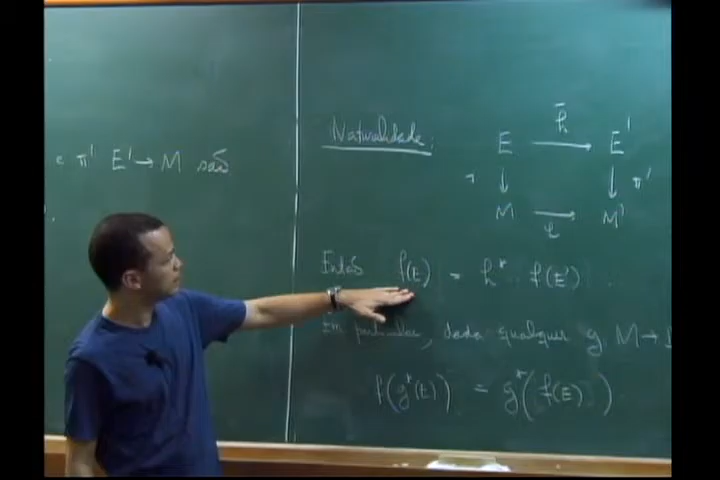 e π' E' → M são
Naturalidade:
E h̄→ E'
↓ ↓ π'
M → M'
Então f(E) = h* f(E')
Em particular, dada qualquer g M →
f(g*(E)) = g*(f(E))